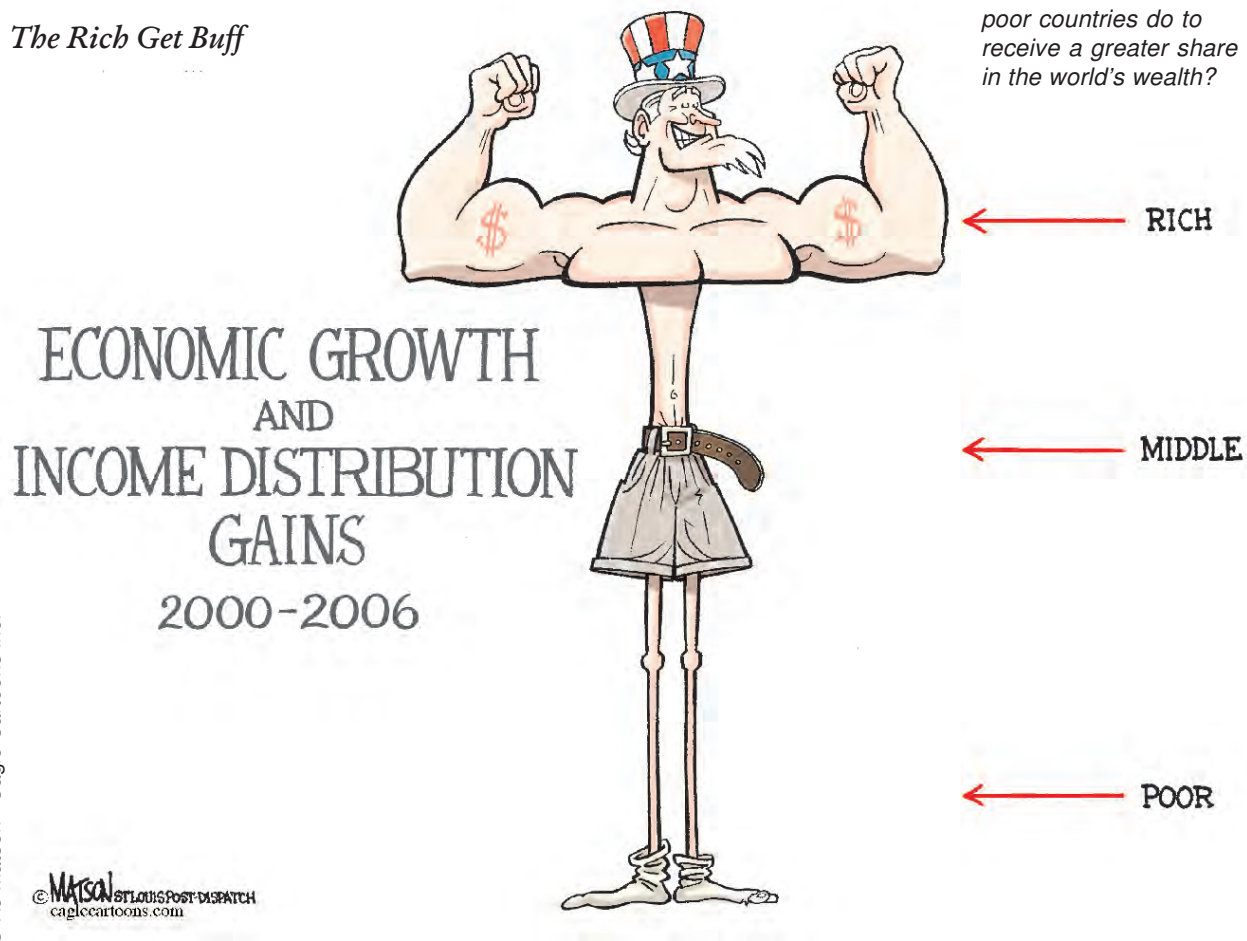 The Rich Get Buff
poor countries do to
receive a greater share
in the world's wealth?
$ $
RICH
ECONOMIC GROWTH
AND
INCOME DISTRIBUTION
GAINS
2000-2006
MIDDLE
POOR
© MATSON ST. LOUIS POST-DISPATCH
caglecartoons.com